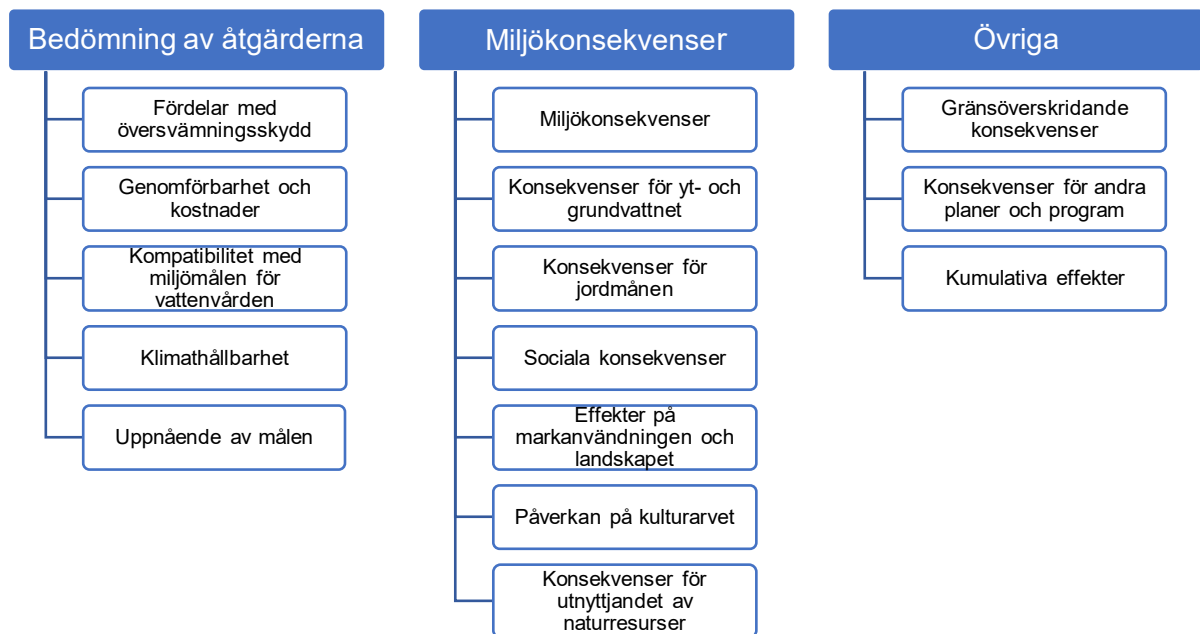 Bedömning av åtgärderna
Fördelar med
översvämningsskydd
Genomförbarhet och
kostnader
Kompatibilitet med
miljömålen för
vattenvården
Klimathållbarhet
Uppnående av målen
Miljökonsekvenser
Miljökonsekvenser
Konsekvenser för yt- och
grundvattnet
Konsekvenser för
jordmånen
Sociala konsekvenser
Effekter på
markanvändningen och
landskapet
Påverkan på kulturarvet
Konsekvenser för
utnyttjandet av
naturresurser
Övriga
Gränsöverskridande
konsekvenser
Konsekvenser för andra
planer och program
Kumulativa effekter